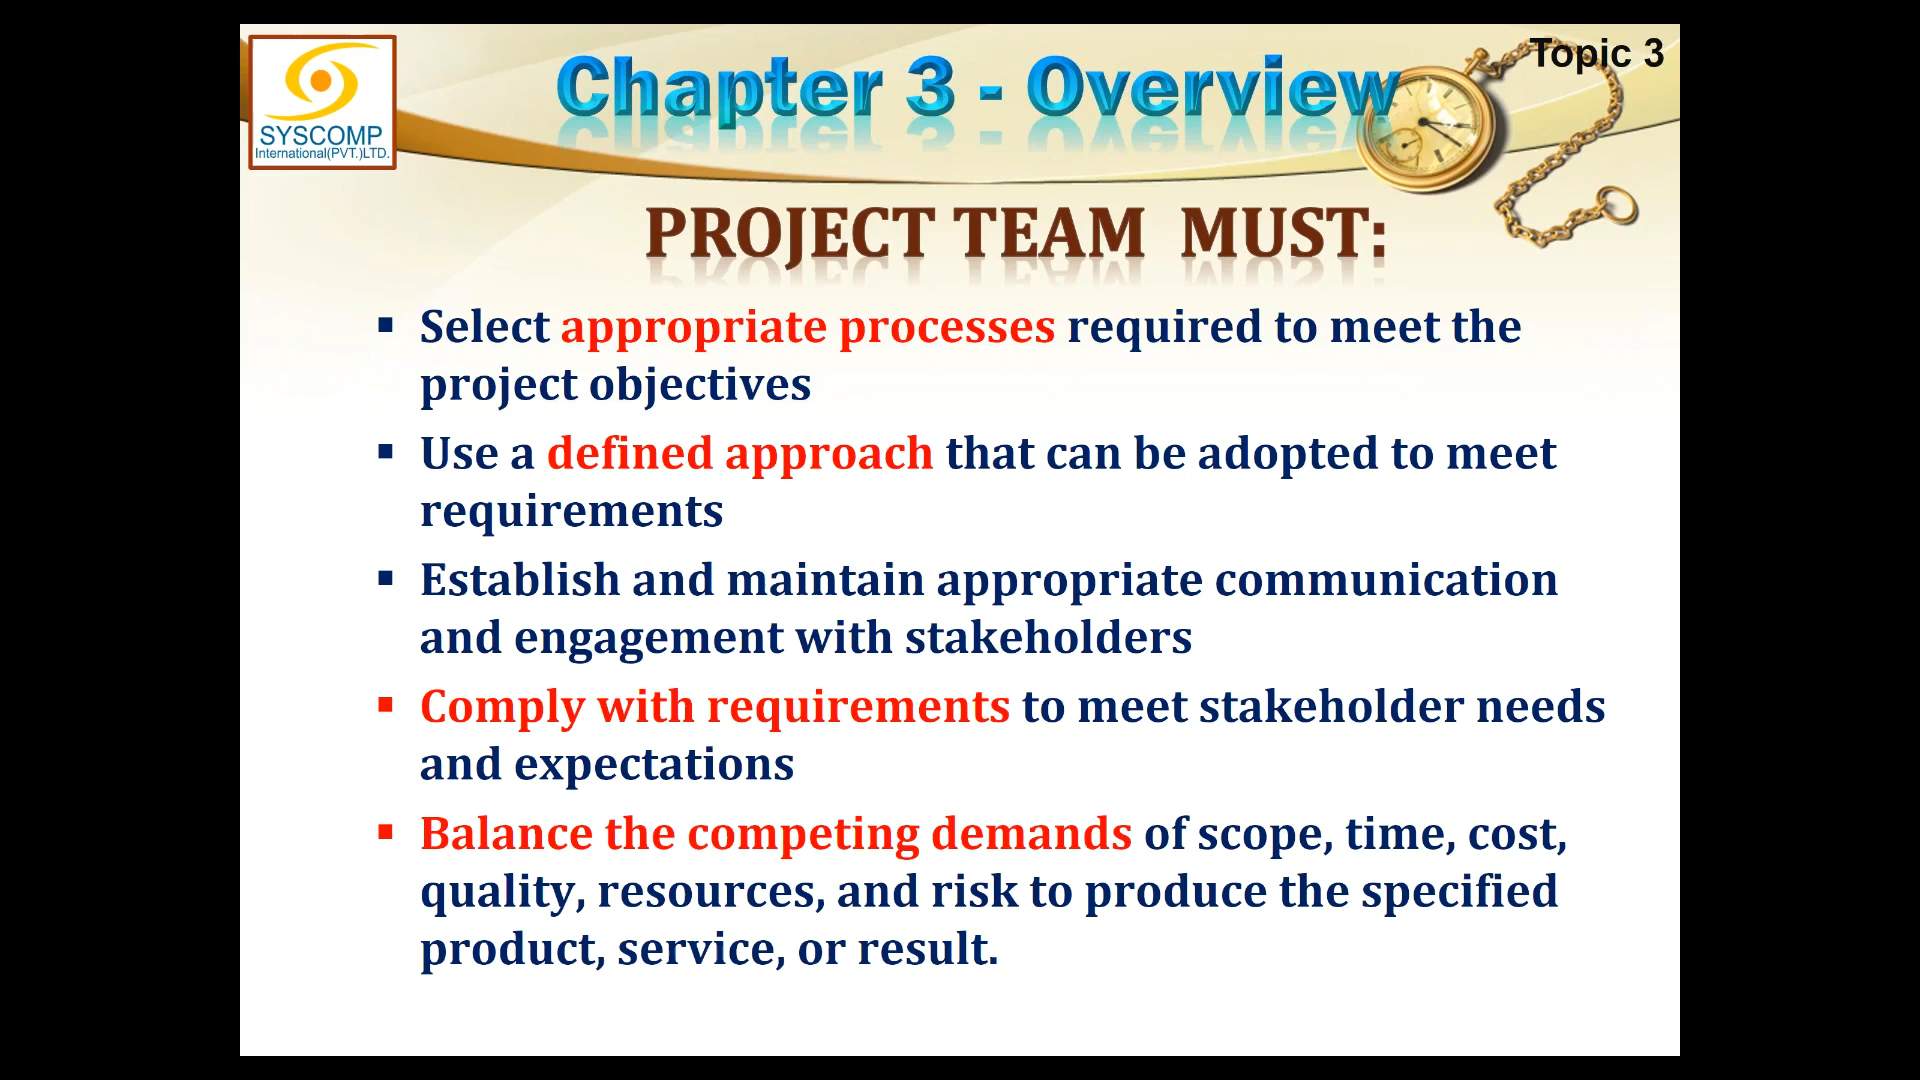 SYSCOMP
International(PVT.)LTD.
Chapter 3 - Overview
Topic 3
PROJECT TEAM MUST:
▪ Select appropriate processes required to meet the
project objectives
▪ Use a defined approach that can be adopted to meet
requirements
▪ Establish and maintain appropriate communication
and engagement with stakeholders
▪ Comply with requirements to meet stakeholder needs
and expectations
▪ Balance the competing demands of scope, time, cost,
quality, resources, and risk to produce the specified
product, service, or result.